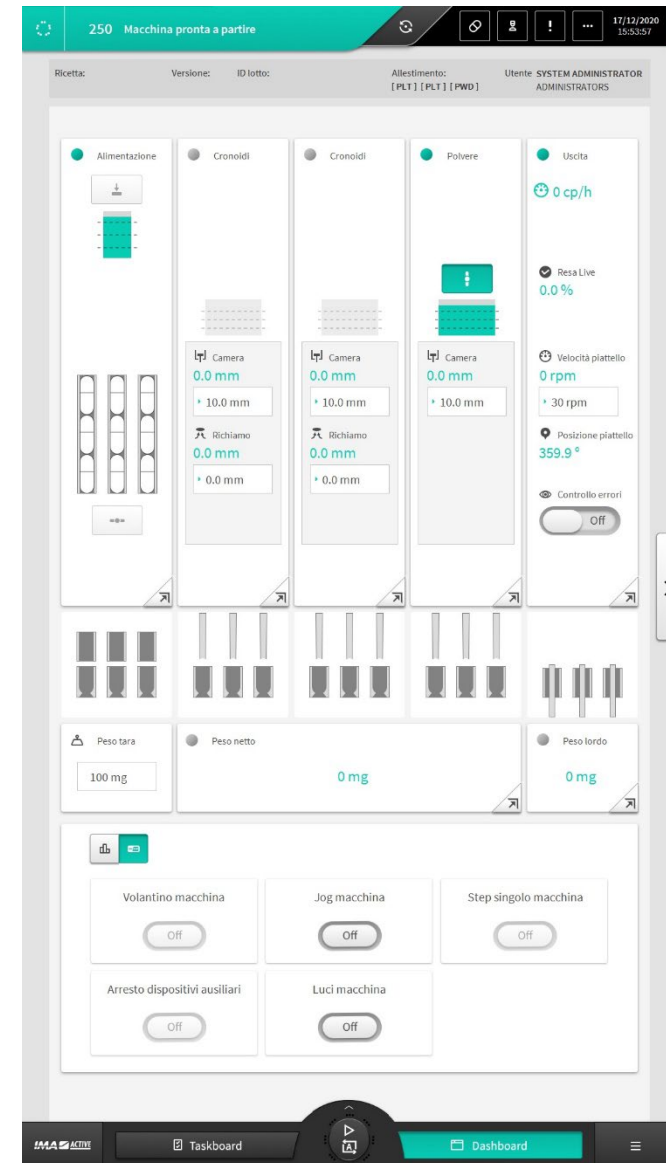 250 Macchina pronta a partire
17/12/2020
15:53:57
Ricetta: Versione: ID lotto: Allestimento: Utente SYSTEM ADMINISTRATOR
[PLT] [PLT] [PWD] ADMINISTRATORS
Alimentazione
Cronoidi
Camera
0.0 mm
10.0 mm
Richiamo
0.0 mm
0.0 mm
Cronoidi
Camera
0.0 mm
10.0 mm
Richiamo
0.0 mm
0.0 mm
Polvere
Camera
0.0 mm
10.0 mm
Uscita
0 cp/h
Resa Live
0.0 %
Velocità piattello
0 rpm
30 rpm
Posizione piattello
359.9 °
Controllo errori
Off
Peso tara
100 mg
Peso netto
0 mg
Peso lordo
0 mg
Volantino macchina
Off
Jog macchina
Off
Step singolo macchina
Off
Arresto dispositivi ausiliari
Off
Luci macchina
Off
IMA ACTIVE
Taskboard
A
Dashboard